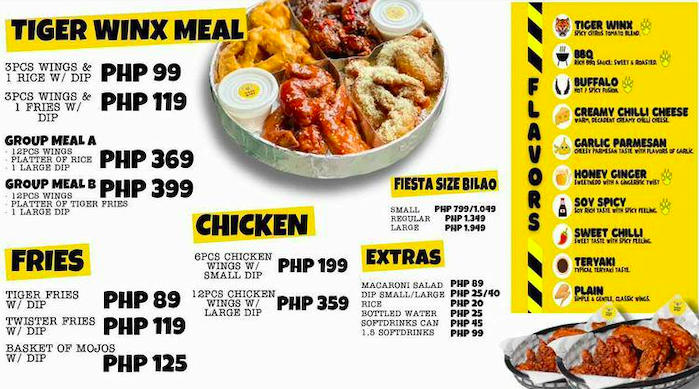 TIGER WINX MEAL
3PCS WINGS &
1 RICE W/ DIP
PHP 99
3PCS WINGS &
1 FRIES W/
DIP
PHP 119
GROUP MEAL A
- 12PCS WINGS
- PLATTER OF RICE
- 1 LARGE DIP
PHP 369
GROUP MEAL B
- 12PCS WINGS
- PLATTER OF TIGER FRIES
- 1 LARGE DIP
PHP 399
FIESTA SIZE BILAO
SMALL PHP 799/1.049
REGULAR PHP 1.349
LARGE PHP 1.949
CHICKEN
6PCS CHICKEN
WINGS W/
SMALL DIP
PHP 199
12PCS CHICKEN
WINGS W/
LARGE DIP
PHP 359
FRIES
TIGER FRIES
W/ DIP
PHP 89
TWISTER FRIES
W/ DIP
PHP 119
BASKET OF MOJOS
W/ DIP
PHP 125
EXTRAS
MACARONI SALAD PHP 89
DIP SMALL/LARGE PHP 25/40
RICE PHP 20
BOTTLED WATER PHP 25
SOFTDRINKS CAN PHP 45
1.5 SOFTDRINKS PHP 99
FLAVORS
TIGER WINX
SPICY CITRUS TOMATO BLEND.
BBQ
RICH BBQ SAUCE: SWEET & ROASTED.
BUFFALO
HOT / SPICY FUSION.
CREAMY CHILLI CHEESE
WARM, DECADENT CREAMY CHILI CHEESE.
GARLIC PARMESAN
CHEESY PARMESAN TASTE WITH FLAVORS OF GARLIC.
HONEY GINGER
SWEETNED WITH A GINGERIFIC TWIST
SOY SPICY
SOY RICH TASTE WITH SPICY FEELING.
SWEET CHILLI
SWEET TASTE WITH SPICY FEELING.
TERYAKI
TYPICAL TERIYAKI TASTE.
PLAIN
SIMPLE & GENTLE, CLASSIC WINGS.